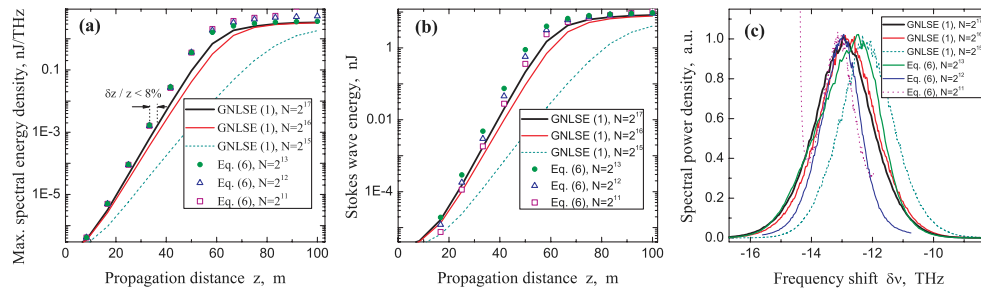 (a)
Max. spectral energy density, nJ/THz
1
1E-3
1E-6
δz / z < 8%
GNLSE (1), N=2^17
GNLSE (1), N=2^16
GNLSE (1), N=2^15
Eq. (6), N=2^13
Eq. (6), N=2^12
Eq. (6), N=2^11
0 20 40 60 80 100
Propagation distance z, m
(b)
Stokes wave energy, nJ
1
0.01
1E-4
GNLSE (1), N=2^17
GNLSE (1), N=2^16
GNLSE (1), N=2^15
Eq. (6), N=2^13
Eq. (6), N=2^12
Eq. (6), N=2^11
0 20 40 60 80 100
Propagation distance z, m
(c)
Spectral power density, a.u.
1.0
0.8
0.6
0.4
0.2
0.0
GNLSE (1), N=2^17
GNLSE (1), N=2^16
GNLSE (1), N=2^15
Eq. (6), N=2^13
Eq. (6), N=2^12
Eq. (6), N=2^11
-16 -14 -12 -10
Frequency shift δν, THz